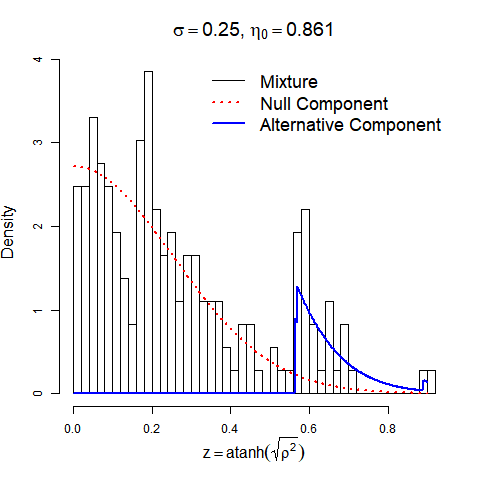 σ = 0.25, η₀ = 0.861
Mixture
Null Component
Alternative Component
Density
4
3
2
1
0
0.0 0.2 0.4 0.6 0.8
z = atanh(√ρ²)